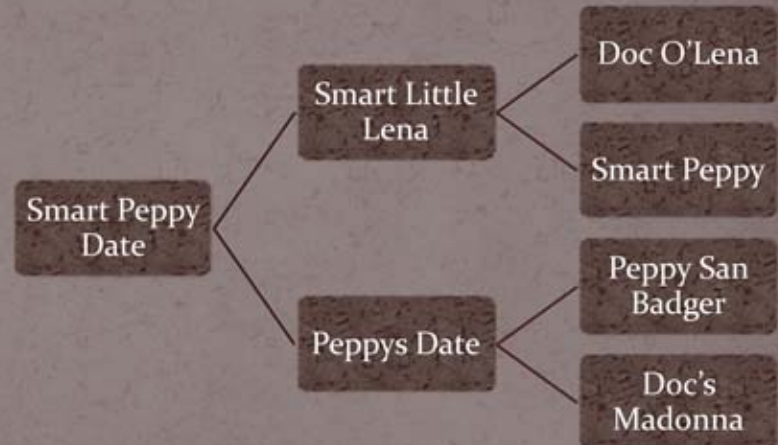 Smart Peppy
Date
Smart Little
Lena
Peppys Date
Doc O'Lena
Smart Peppy
Peppy San
Badger
Doc's
Madonna